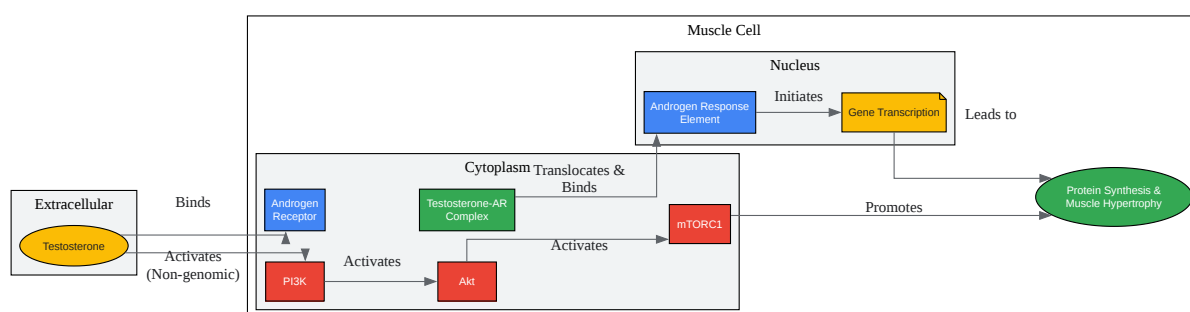 Muscle Cell
Nucleus
Androgen Response
Element
Initiates
Gene Transcription
Leads to
Cytoplasm
Translocates &
Binds
Extracellular
Testosterone
Binds
Activates
(Non-genomic)
Androgen
Receptor
Testosterone-AR
Complex
PI3K
Activates
Akt
Activates
mTORC1
Promotes
Protein Synthesis &
Muscle Hypertrophy